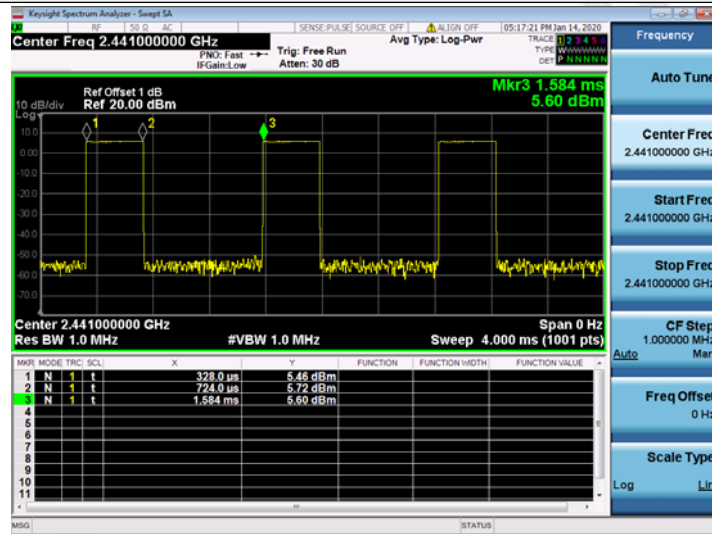 Keysight Spectrum Analyzer - Swept SA
RF 50 Ω AC SENSE:PULSE SOURCE OFF ALIGN OFF 05:17:21 PM Jan 14, 2020
Center Freq 2.441000000 GHz Avg Type: Log-Pwr TRACE 1 2 3 4 5 6
PNO: Fast Trig: Free Run TYPE WWWWWW
IFGain:Low Atten: 30 dB DET P N N N N N
Mkr3 1.584 ms
5.60 dBm
Ref Offset 1 dB
10 dB/div Ref 20.00 dBm
Log
10.0
0.00
-10.0
-20.0
-30.0
-40.0
-50.0
-60.0
-70.0
1 2 3
Center 2.441000000 GHz Span 0 Hz
Res BW 1.0 MHz #VBW 1.0 MHz Sweep 4.000 ms (1001 pts)
MKR MODE TRC SCL X Y FUNCTION FUNCTION WIDTH FUNCTION VALUE
1 N 1 t 328.0 µs 5.46 dBm
2 N 1 t 724.0 µs 5.72 dBm
3 N 1 t 1.584 ms 5.60 dBm
4
5
6
7
8
9
10
11
MSG STATUS
Frequency
Auto Tune
Center Freq
2.441000000 GHz
Start Freq
2.441000000 GHz
Stop Freq
2.441000000 GHz
CF Step
1.000000 MHz
Auto Man
Freq Offset
0 Hz
Scale Type
Log Lin